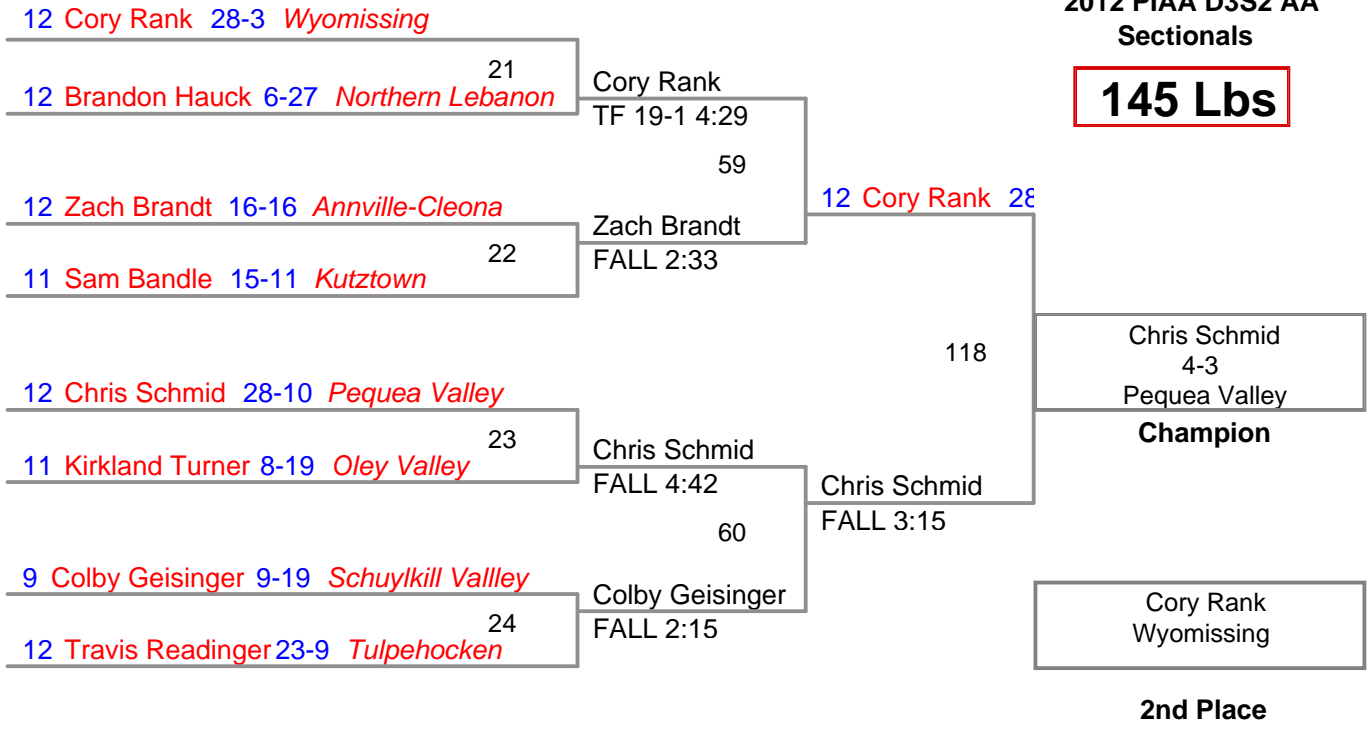 2012 PIAA D3S2 AA
Sectionals
145 Lbs
12 Cory Rank 28-3 Wyomissing
21
12 Brandon Hauck 6-27 Northern Lebanon
Cory Rank
TF 19-1 4:29
59
12 Zach Brandt 16-16 Annville-Cleona
22
11 Sam Bandle 15-11 Kutztown
Zach Brandt
FALL 2:33
12 Cory Rank 28
118
12 Chris Schmid 28-10 Pequea Valley
23
11 Kirkland Turner 8-19 Oley Valley
Chris Schmid
FALL 4:42
60
9 Colby Geisinger 9-19 Schuylkill Vallley
24
12 Travis Readinger 23-9 Tulpehocken
Colby Geisinger
FALL 2:15
Chris Schmid
FALL 3:15
Chris Schmid
4-3
Pequea Valley
Champion
Cory Rank
Wyomissing
2nd Place